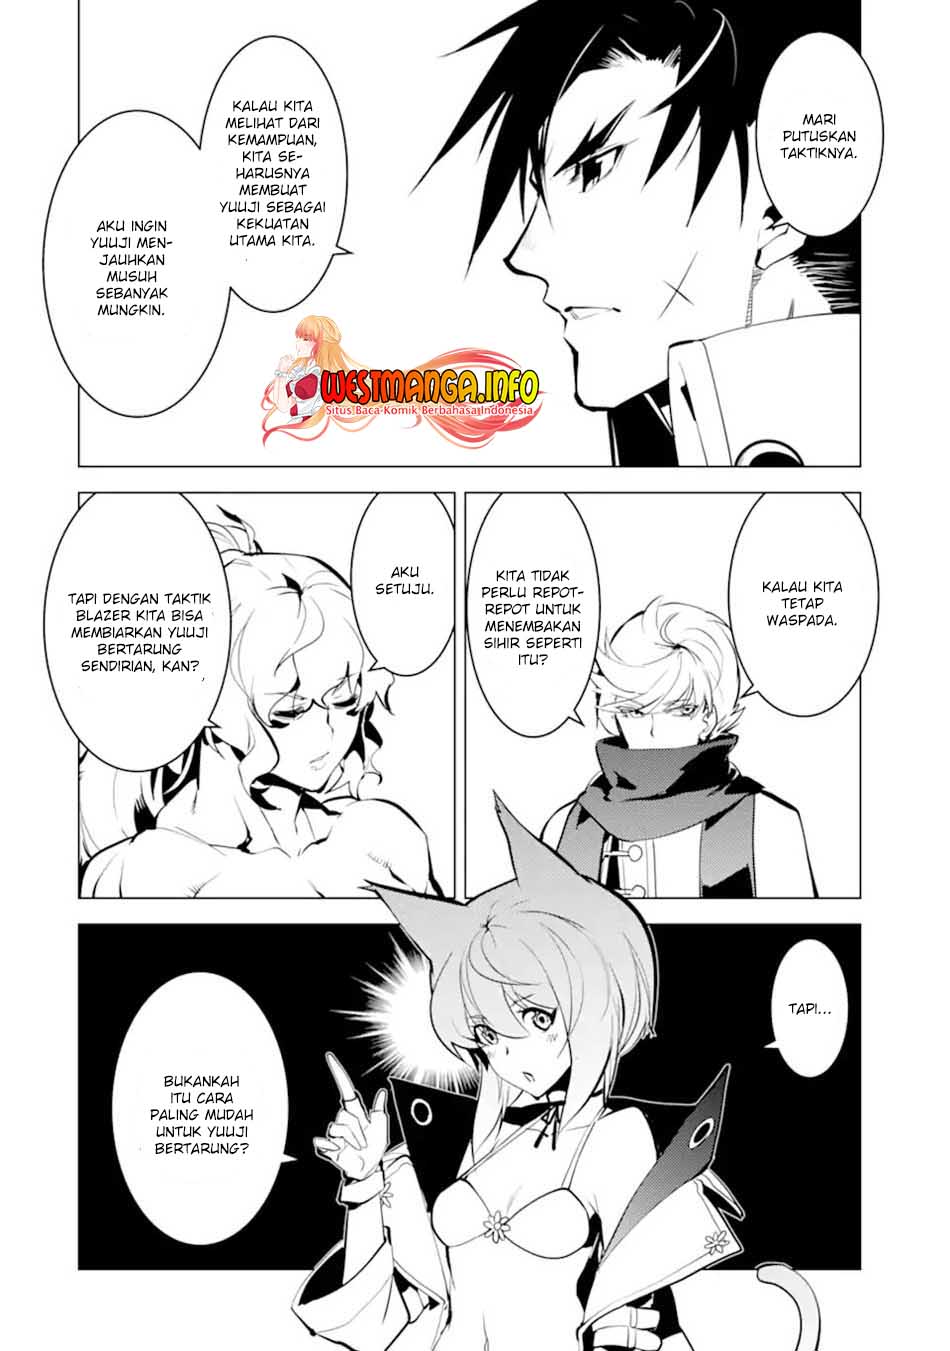 MARI
PUTUSKAN
TAKTIKNYA.
KALAU KITA
MELIHAT DARI
KEMAMPUAN,
KITA SE-
HARUSNYA
MEMBUAT
YUUJI SEBAGAI
KEKUATAN
UTAMA KITA.
AKU INGIN
YUUJI MEN-
JAUHKAN
MUSUH
SEBANYAK
MUNGKIN.
WESTMANGA.INFO
SITUS BACA KOMIK BERBAHASA INDONESIA
KALAU KITA
TETAP
WASPADA.
KITA TIDAK
PERLU REPOT-
REPOT UNTUK
MENEMBAKAN
SIHIR SEPERTI
ITU?
AKU
SETUJU.
TAPI DENGAN TAKTIK
BLAZER KITA BISA
MEMBIARKAN YUUJI
BERTARUNG
SENDIRIAN, KAN?
TAPI...
BUKANKAH
ITU CARA
PALING MUDAH
UNTUK YUUJI
BERTARUNG?